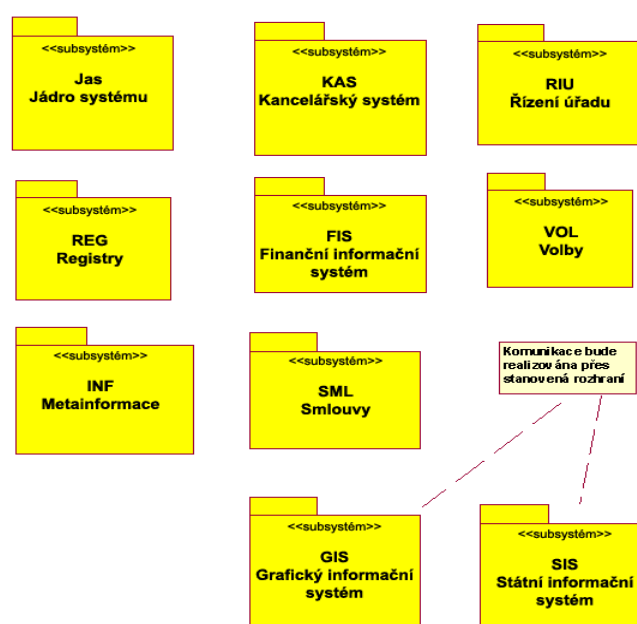 <<subsystém>>
Jas
Jádro systému
<<subsystém>>
KAS
Kancelářský systém
<<subsystém>>
RIU
Řízení úřadu
<<subsystém>>
REG
Registry
<<subsystém>>
FIS
Finanční informační
systém
<<subsystém>>
VOL
Volby
<<subsystém>>
INF
Metainformace
<<subsystém>>
SML
Smlouvy
Komunikace bude
realizována přes
stanovená rozhraní
<<subsystém>>
GIS
Grafický informační
systém
<<subsystém>>
SIS
Státní informační
systém